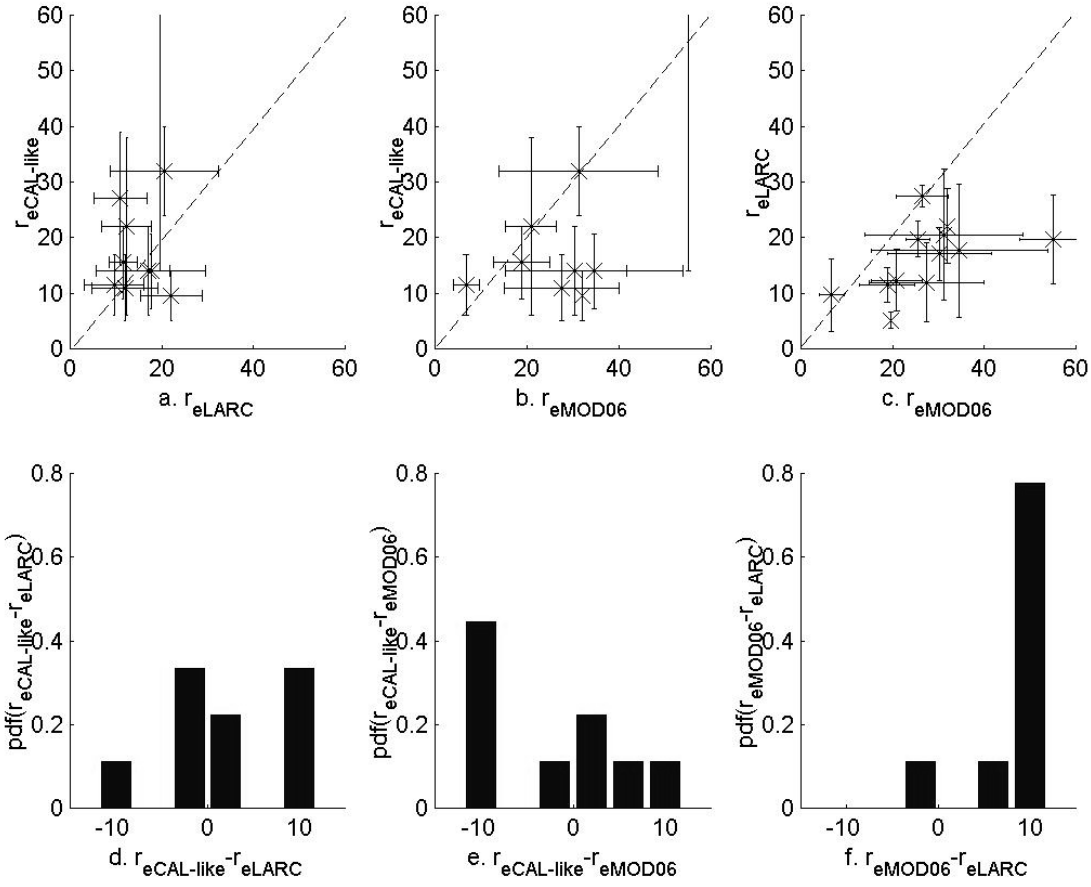 60
50
40
30
20
10
0
r_eCAL-like
0 20 40 60
a. r_eLARC
60
50
40
30
20
10
0
r_eCAL-like
0 20 40 60
b. r_eMOD06
60
50
40
30
20
10
0
r_eLARC
0 20 40 60
c. r_eMOD06
0.8
0.6
0.4
0.2
0
pdf(r_eCAL-like-r_eLARC)
-10 0 10
d. r_eCAL-like-r_eLARC
0.8
0.6
0.4
0.2
0
pdf(r_eCAL-like-r_eMOD06)
-10 0 10
e. r_eCAL-like-r_eMOD06
0.8
0.6
0.4
0.2
0
pdf(r_eMOD06-r_eLARC)
-10 0 10
f. r_eMOD06-r_eLARC